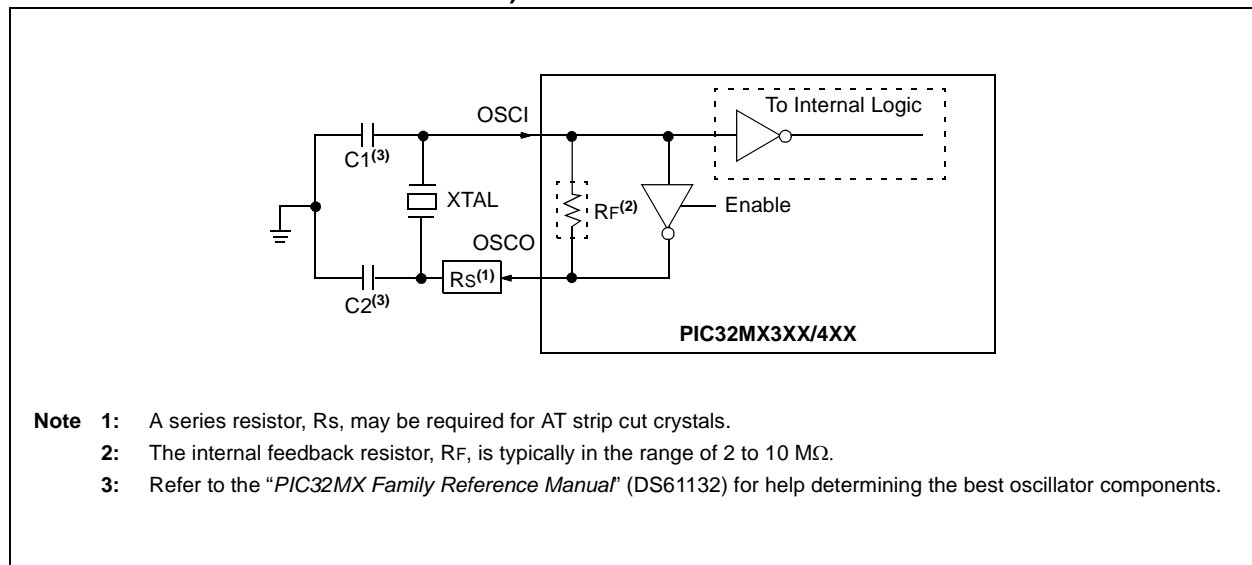 )
To Internal Logic
OSCI
C1(3)
XTAL
RF(2)
Enable
OSCO
RS(1)
C2(3)
PIC32MX3XX/4XX
Note 1: A series resistor, Rs, may be required for AT strip cut crystals.
2: The internal feedback resistor, RF, is typically in the range of 2 to 10 MΩ.
3: Refer to the “PIC32MX Family Reference Manual” (DS61132) for help determining the best oscillator components.